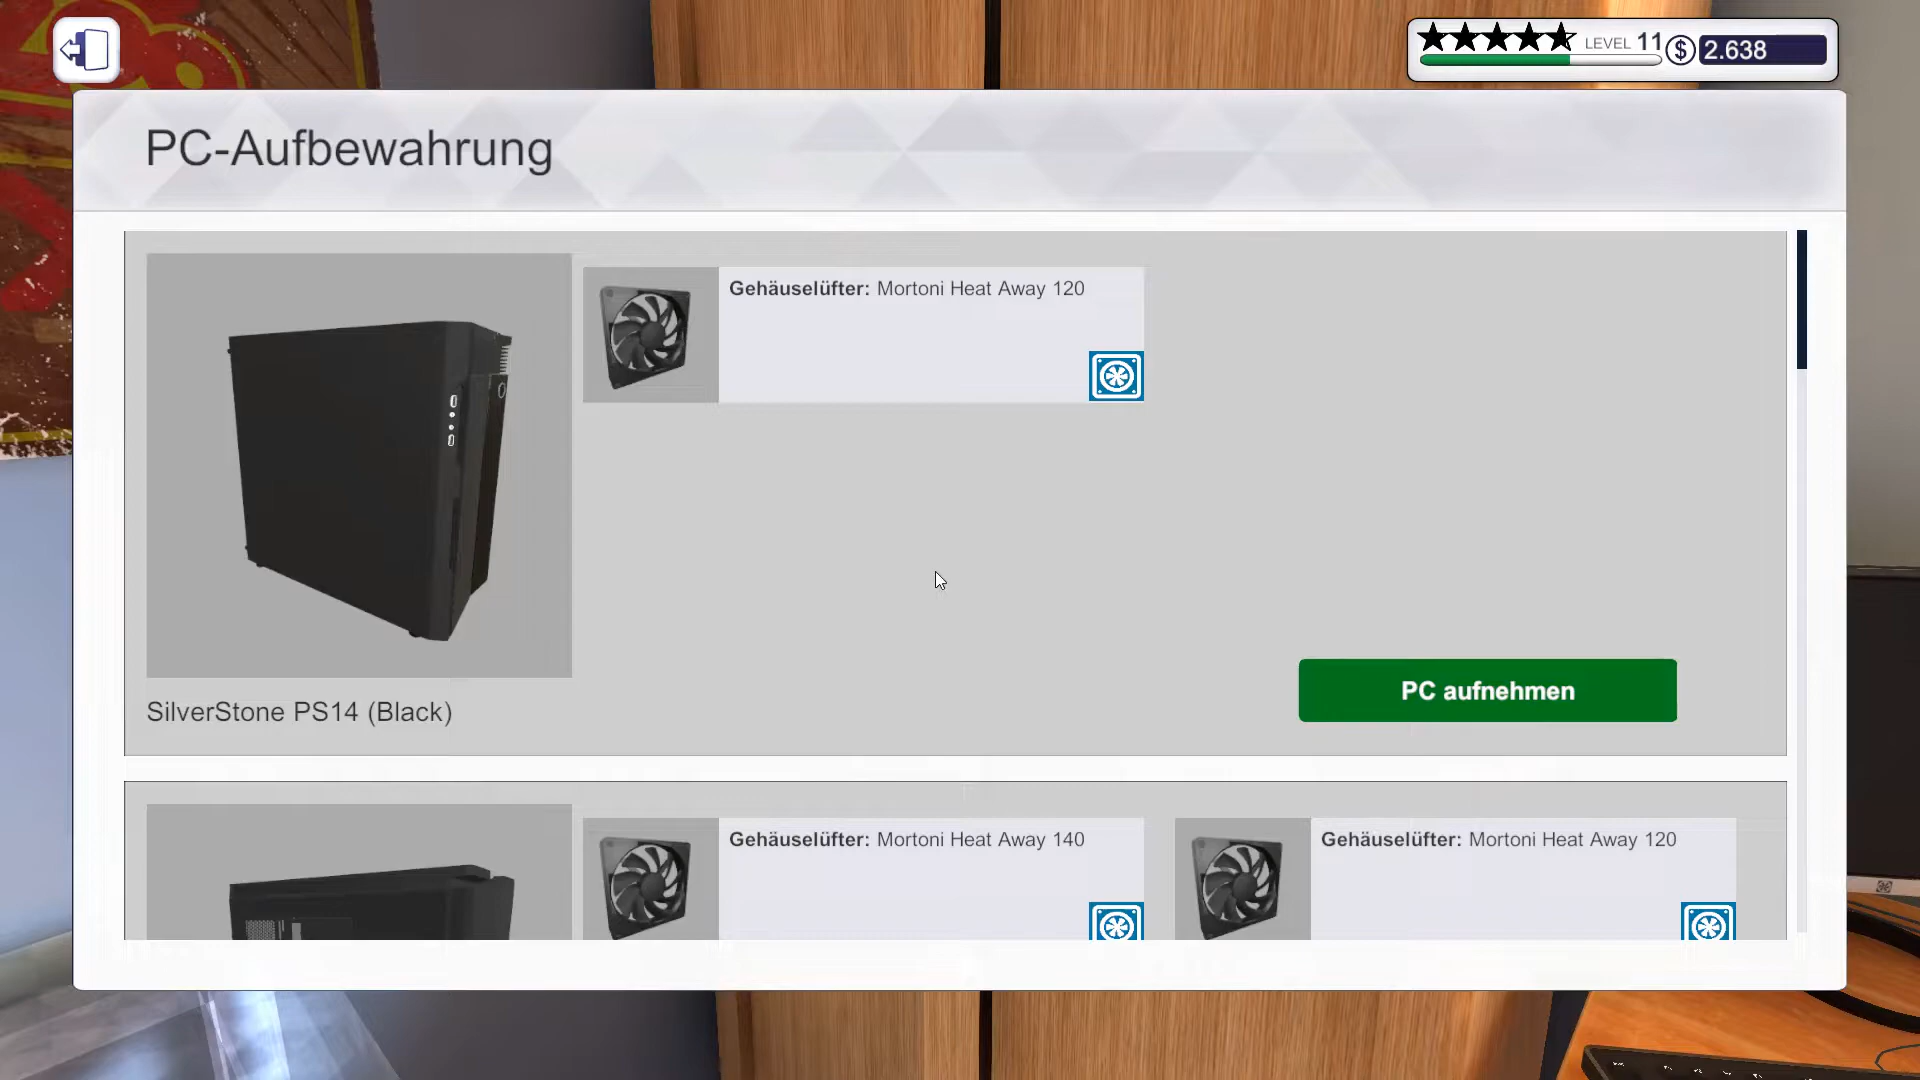 LEVEL 11
$ 2.638
PC-Aufbewahrung
Gehäuselüfter: Mortoni Heat Away 120
SilverStone PS14 (Black)
PC aufnehmen
Gehäuselüfter: Mortoni Heat Away 140
Gehäuselüfter: Mortoni Heat Away 120